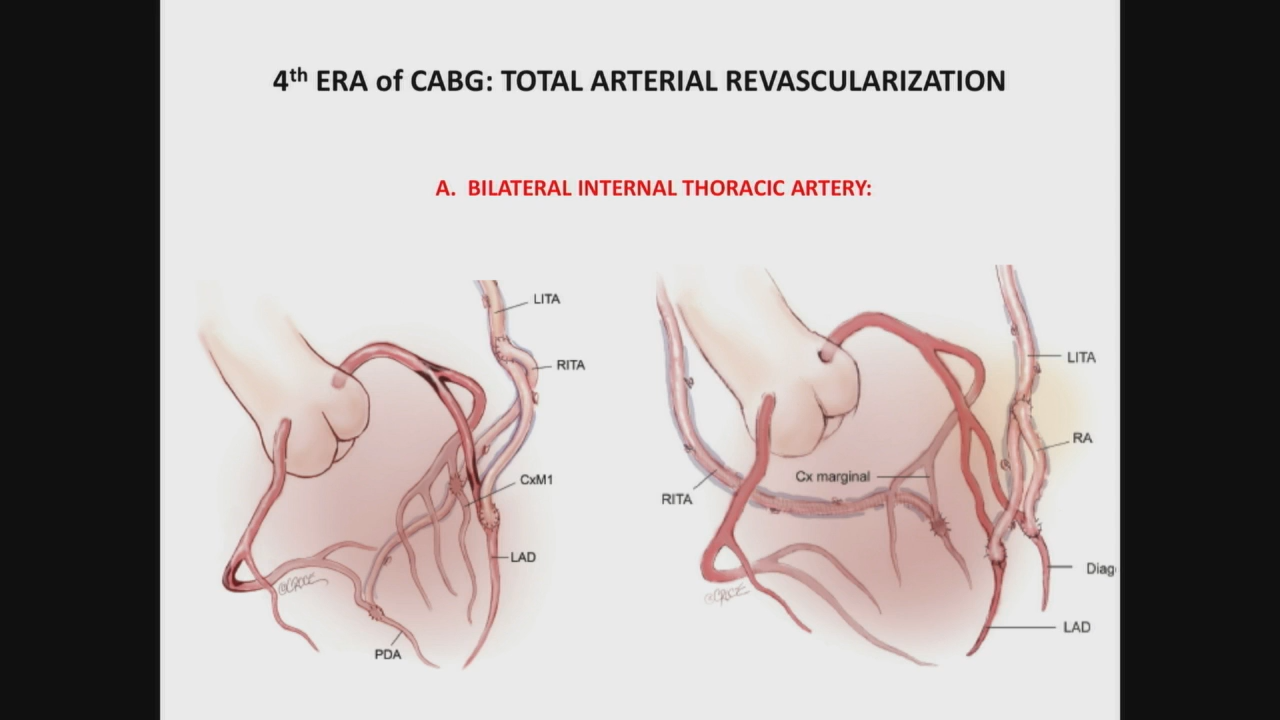 4th ERA of CABG: TOTAL ARTERIAL REVASCULARIZATION
A. BILATERAL INTERNAL THORACIC ARTERY:
LITA
RITA
CxM1
LAD
PDA
LITA
RA
Cx marginal
RITA
Diag
LAD